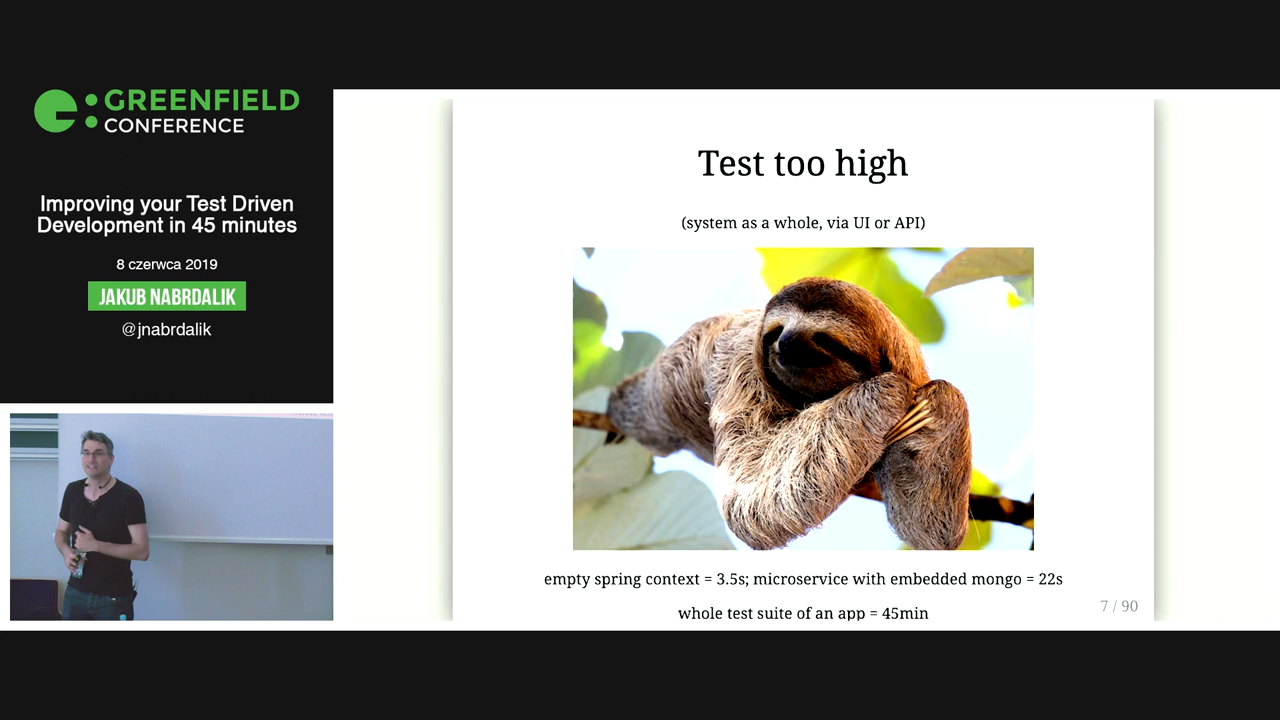 GREENFIELD
CONFERENCE
Improving your Test Driven
Development in 45 minutes
8 czerwca 2019
JAKUB NABRDALIK
@jnabrdalik
Test too high
(system as a whole, via UI or API)
empty spring context = 3.5s; microservice with embedded mongo = 22s
whole test suite of an app = 45min
7 / 90